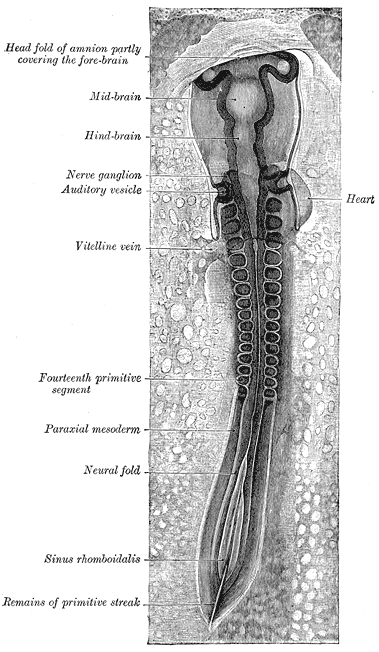 Head fold of amnion partly
covering the fore-brain
Mid-brain
Hind-brain
Nerve ganglion
Auditory vesicle
Heart
Vitelline vein
Fourteenth primitive
segment
Paraxial mesoderm
Neural fold
Sinus rhomboidalis
Remains of primitive streak